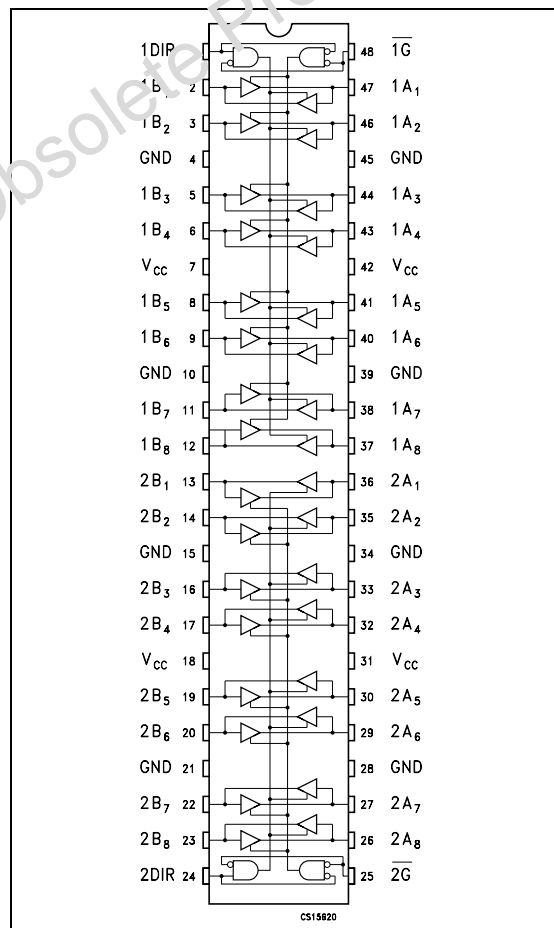 1DIR 48 1G
2 47 1A1
1B2 3 46 1A2
GND 4 45 GND
1B3 5 44 1A3
1B4 6 43 1A4
VCC 7 42 VCC
1B5 8 41 1A5
1B6 9 40 1A6
GND 10 39 GND
1B7 11 38 1A7
1B8 12 37 1A8
2B1 13 36 2A1
2B2 14 35 2A2
GND 15 34 GND
2B3 16 33 2A3
2B4 17 32 2A4
VCC 18 31 VCC
2B5 19 30 2A5
2B6 20 29 2A6
GND 21 28 GND
2B7 22 27 2A7
2B8 23 26 2A8
2DIR 24 25 2G
CS15620
Obsolete